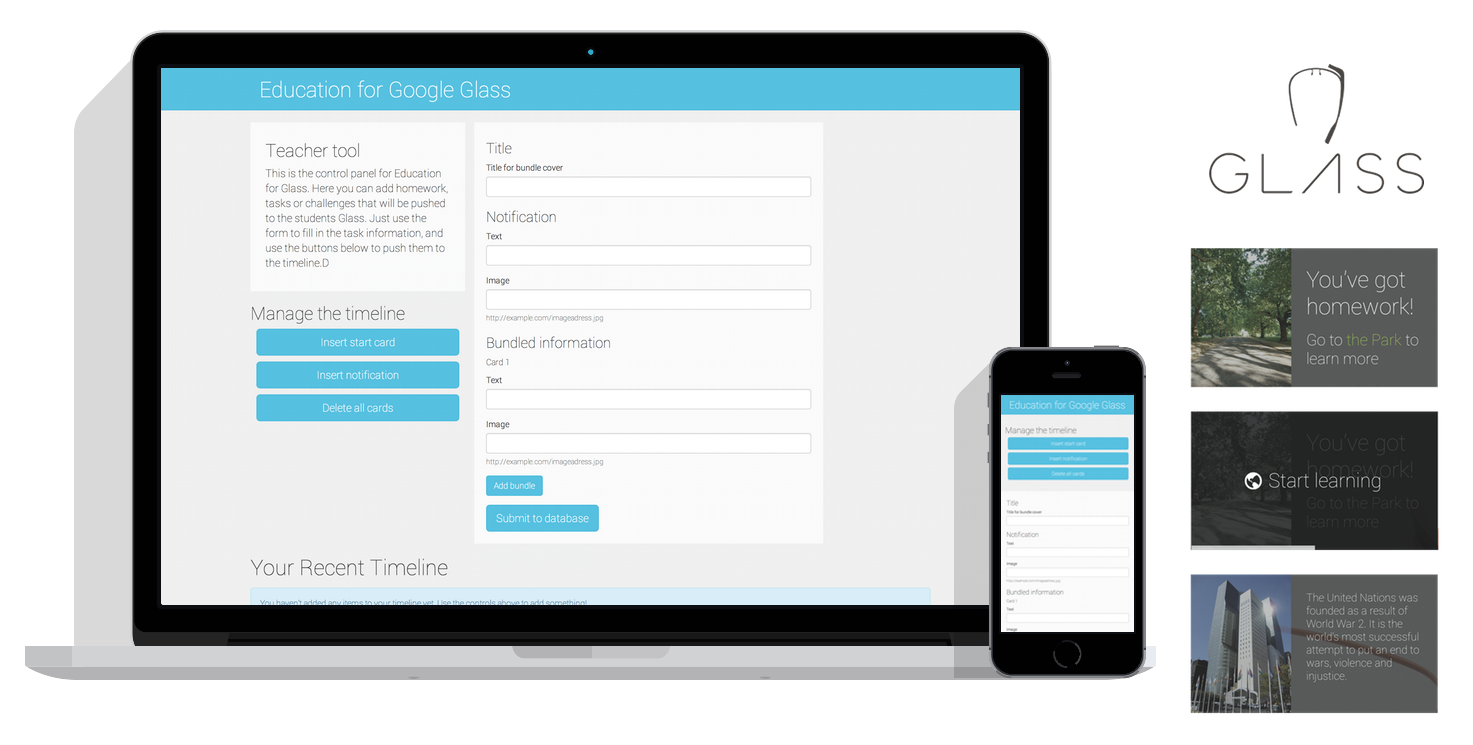 Education for Google Glass
Teacher tool
This is the control panel for Education
for Glass. Here you can add homework,
tasks or challenges that will be pushed
to the students Glass. Just use the
form to fill in the task information, and
use the buttons below to push them to
the timeline.D
Manage the timeline
Insert start card
Insert notification
Delete all cards
Title
Title for bundle cover
Notification
Text
Image
http://example.com/imageadress.jpg
Bundled information
Card 1
Text
Image
http://example.com/imageadress.jpg
Add bundle
Submit to database
Your Recent Timeline
You haven't added any items to your timeline yet. Use the controls above to add something!
Education for Google Glass
Manage the timeline
Insert start card
Insert notification
Delete all cards
Title
Title for bundle cover
Notification
Text
Image
http://example.com/imageadress.jpg
Bundled information
Card 1
Text
Image
GLASS
You've got
homework!
Go to the Park to
learn more
You've got
homework!
Start learning
Go to the Park to
learn more
The United Nations was
founded as a result of
World War 2. It is the
world's most successful
attempt to put an end to
wars, violence and
injustice.